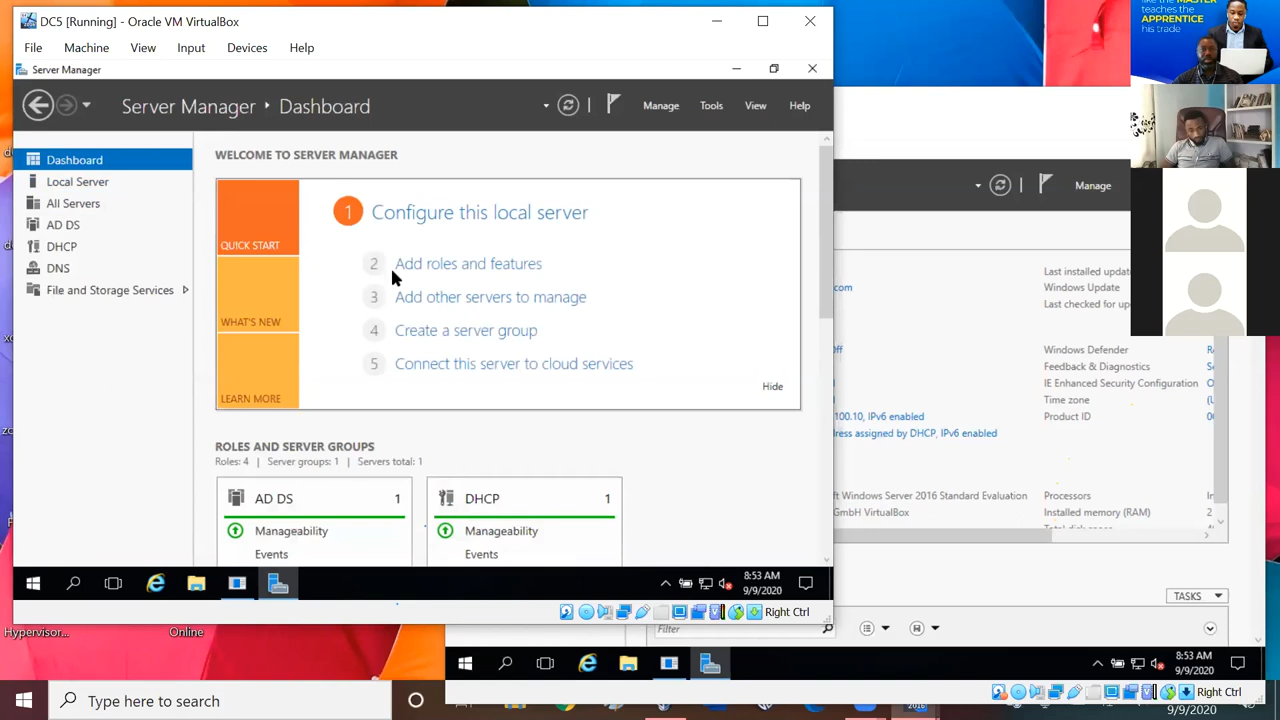 DC5 [Running] - Oracle VM VirtualBox
File Machine View Input Devices Help
Server Manager
Server Manager Dashboard
Manage Tools View Help
Dashboard
Local Server
All Servers
AD DS
DHCP
DNS
File and Storage Services
WELCOME TO SERVER MANAGER
QUICK START
WHAT'S NEW
LEARN MORE
1 Configure this local server
2 Add roles and features
3 Add other servers to manage
4 Create a server group
5 Connect this server to cloud services
Hide
ROLES AND SERVER GROUPS
Roles: 4 | Server groups: 1 | Servers total: 1
AD DS 1
Manageability
Events
DHCP 1
Manageability
Events
8:53 AM
9/9/2020
Right Ctrl
the MASTER
teaches the
APPRENTICE
his trade
Manage
Last installed
Windows Update
Last checked for
.com
Windows Defender
Feedback & Diagnostics
IE Enhanced Security Configuration
Time zone
Product ID
100.10, IPv6 enabled
assigned by DHCP, IPv6 enabled
Windows Server 2016 Standard Evaluation
GmbH VirtualBox
Processors
Installed memory (RAM) 2
TASKS
Filter
8:53 AM
9/9/2020
Right Ctrl
Hypervisor...
Online
Type here to search
9/9/2020